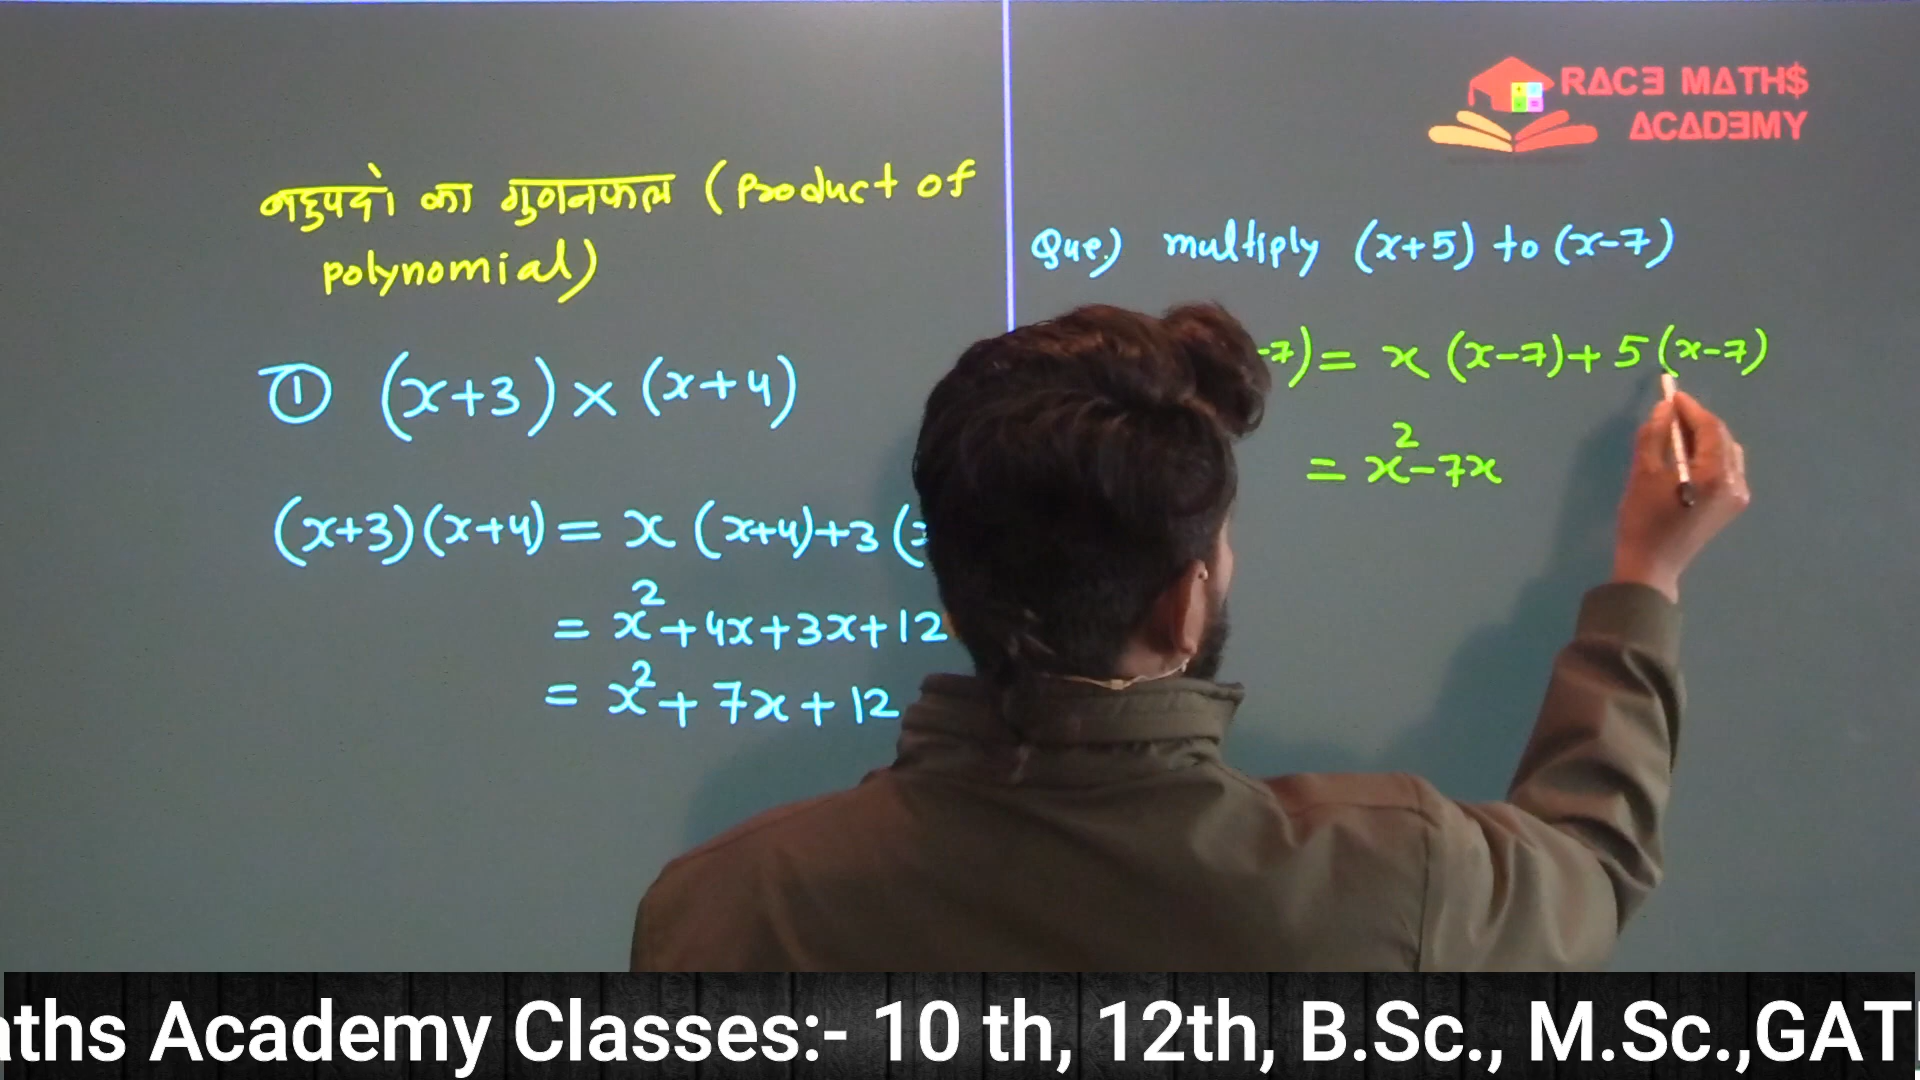 बहुपदों का गुणनफल (Product of
polynomial)
① (x+3) × (x+4)
(x+3)(x+4) = x (x+4)+3(
= x²+4x+3x+12
= x²+7x+12
RACE MATHS
ACADEMY
Que.) multiply (x+5) to (x-7)
-7) = x (x-7)+5(x-7)
= x²-7x
aths Academy Classes:- 10 th, 12th, B.Sc., M.Sc.,GAT